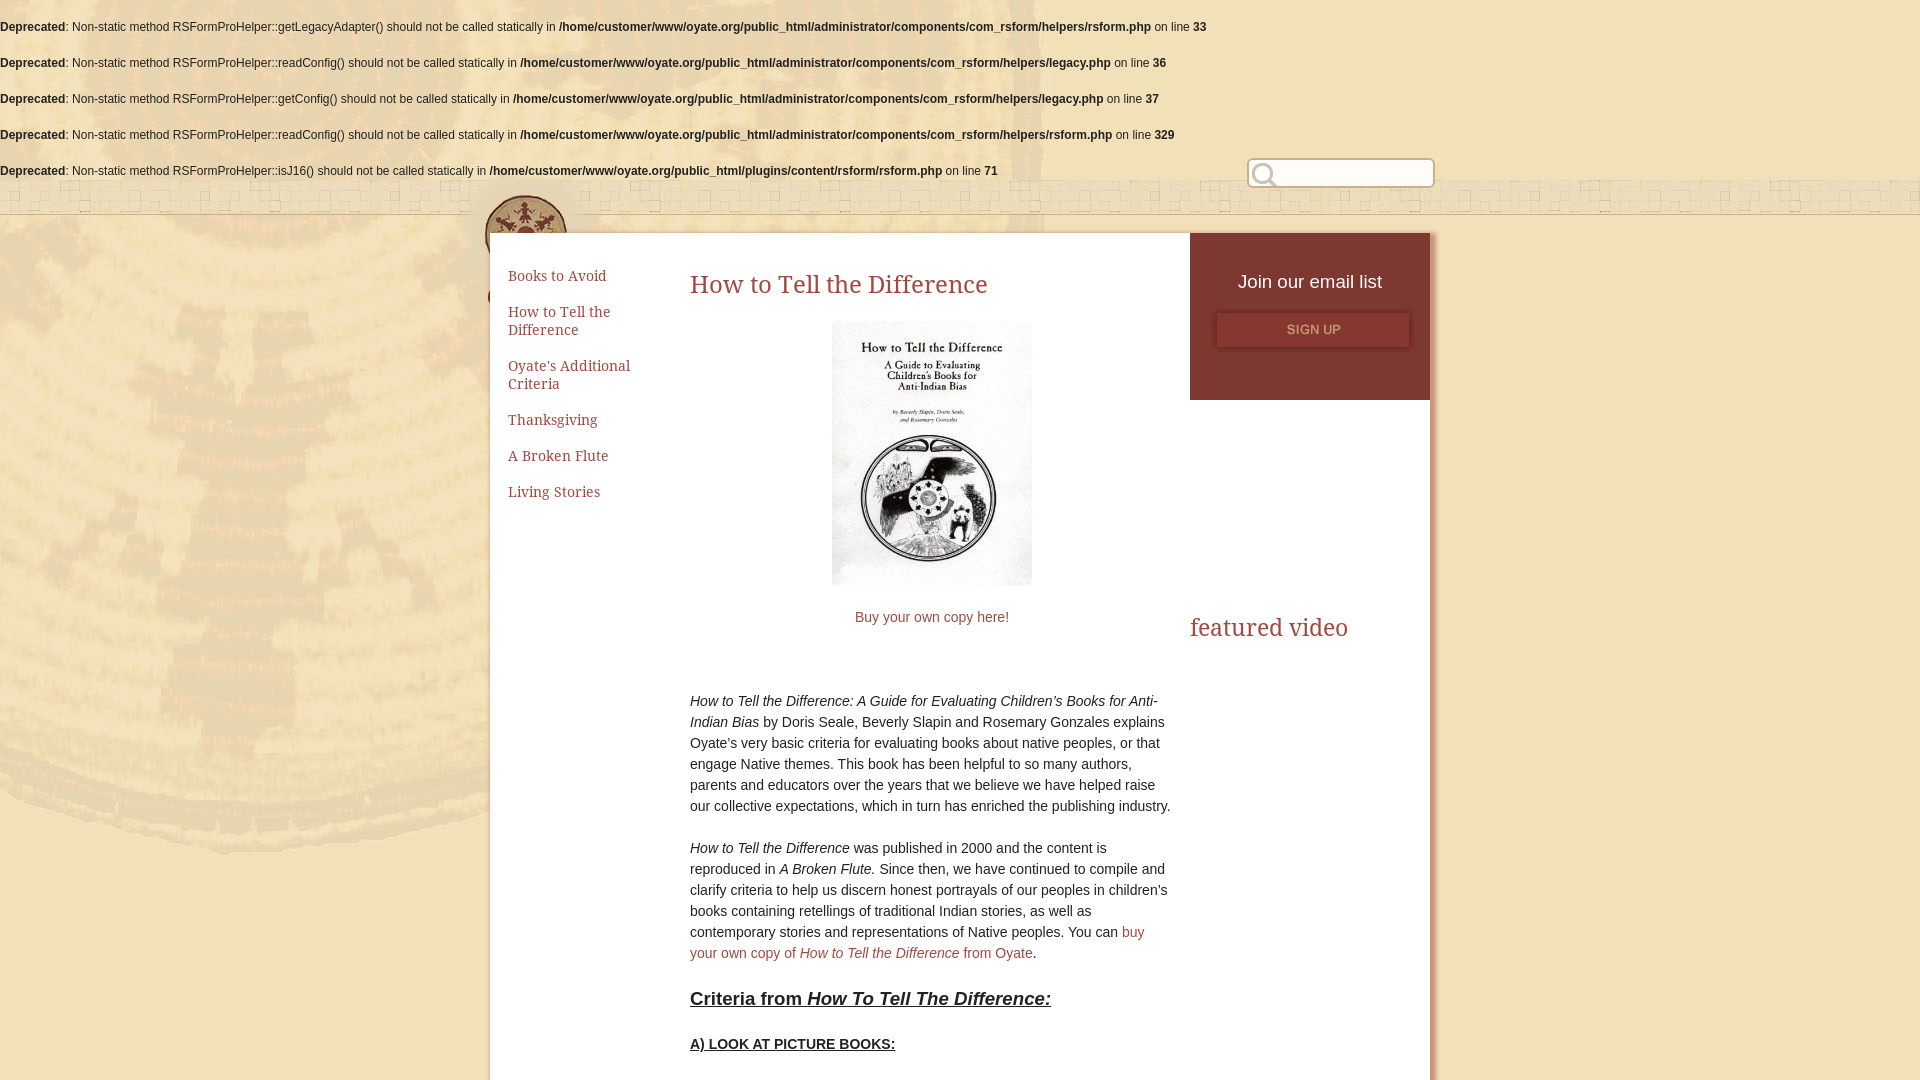 Deprecated: Non-static method RSFormProHelper::getLegacyAdapter() should not be called statically in /home/customer/www/oyate.org/public_html/administrator/components/com_rsform/helpers/rsform.php on line 33
Deprecated: Non-static method RSFormProHelper::readConfig() should not be called statically in /home/customer/www/oyate.org/public_html/administrator/components/com_rsform/helpers/legacy.php on line 36
Deprecated: Non-static method RSFormProHelper::getConfig() should not be called statically in /home/customer/www/oyate.org/public_html/administrator/components/com_rsform/helpers/legacy.php on line 37
Deprecated: Non-static method RSFormProHelper::readConfig() should not be called statically in /home/customer/www/oyate.org/public_html/administrator/components/com_rsform/helpers/rsform.php on line 329
Deprecated: Non-static method RSFormProHelper::isJ16() should not be called statically in /home/customer/www/oyate.org/public_html/plugins/content/rsform/rsform.php on line 71
Books to Avoid
How to Tell the
Difference
Oyate's Additional
Criteria
Thanksgiving
A Broken Flute
Living Stories
How to Tell the Difference
How to Tell the Difference
A Guide to Evaluating
Children's Books for
Anti-Indian Bias
by Beverly Slapin, Doris Seale,
and Rosemary Gonzales
Buy your own copy here!
How to Tell the Difference: A Guide for Evaluating Children’s Books for Anti-
Indian Bias by Doris Seale, Beverly Slapin and Rosemary Gonzales explains
Oyate’s very basic criteria for evaluating books about native peoples, or that
engage Native themes. This book has been helpful to so many authors,
parents and educators over the years that we believe we have helped raise
our collective expectations, which in turn has enriched the publishing industry.
How to Tell the Difference was published in 2000 and the content is
reproduced in A Broken Flute. Since then, we have continued to compile and
clarify criteria to help us discern honest portrayals of our peoples in children’s
books containing retellings of traditional Indian stories, as well as
contemporary stories and representations of Native peoples. You can buy
your own copy of How to Tell the Difference from Oyate.
Criteria from How To Tell The Difference:
A) LOOK AT PICTURE BOOKS:
Join our email list
SIGN UP
featured video